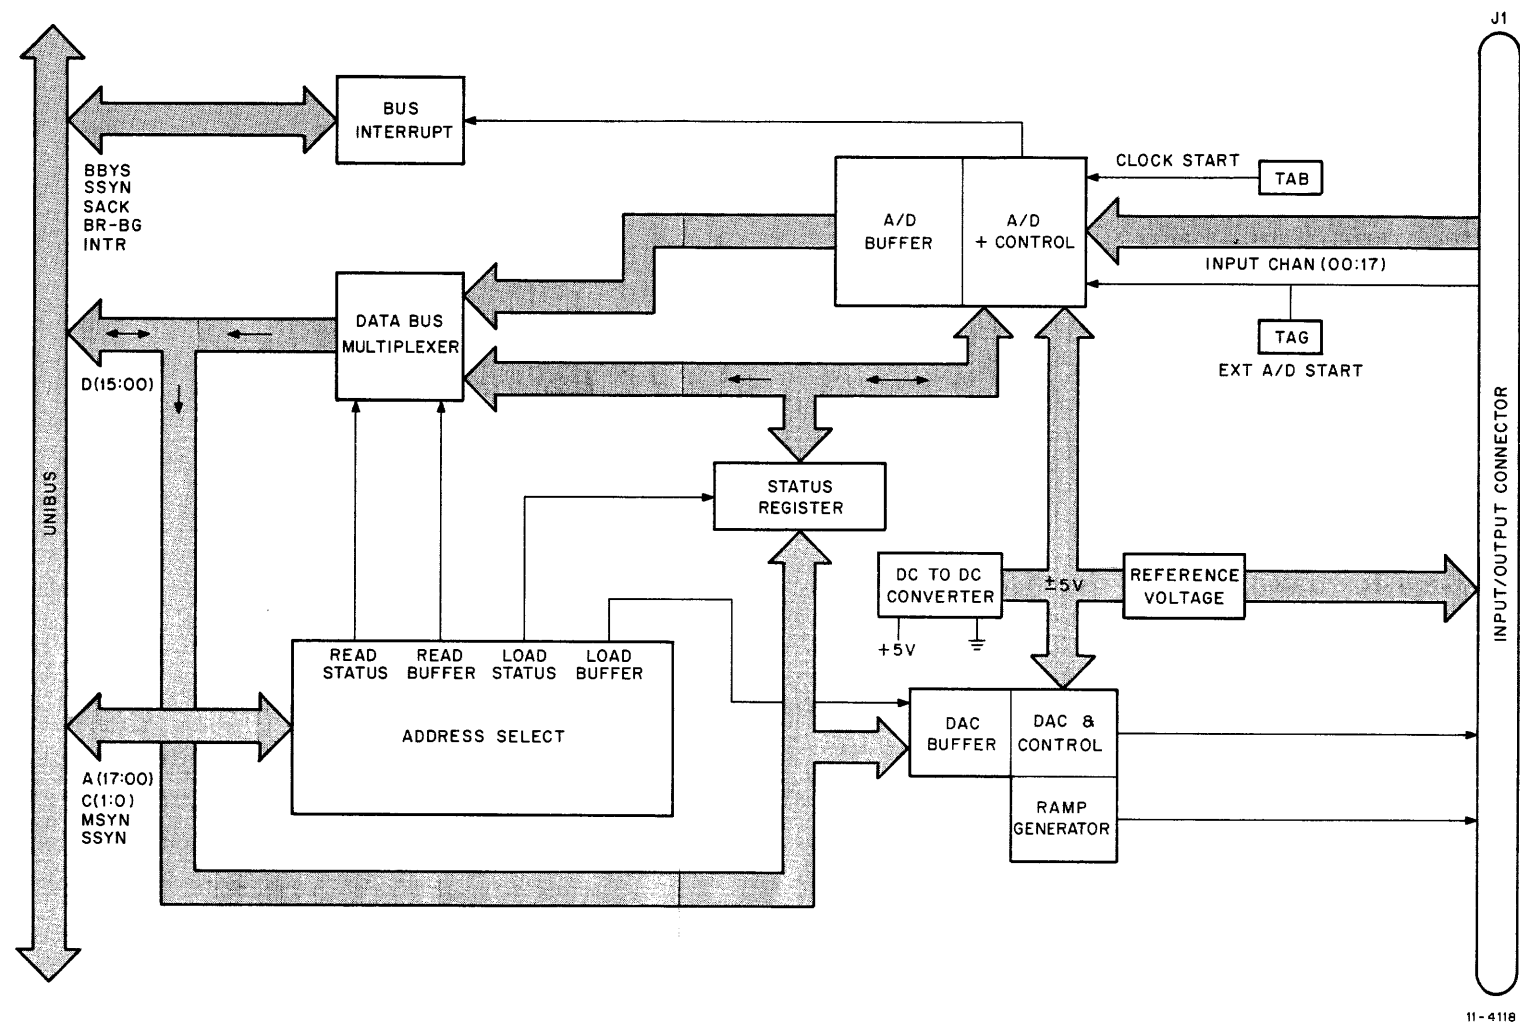 J1
BUS
INTERRUPT
CLOCK START
TAB
BBYS
SSYN
SACK
BR-BG
INTR
A/D
BUFFER
A/D
+ CONTROL
INPUT CHAN (00:17)
DATA BUS
MULTIPLEXER
TAG
EXT A/D START
D(15:00)
UNIBUS
STATUS
REGISTER
INPUT/OUTPUT CONNECTOR
DC TO DC
CONVERTER
±5V
REFERENCE
VOLTAGE
+5V
READ
STATUS
READ
BUFFER
LOAD
STATUS
LOAD
BUFFER
ADDRESS SELECT
DAC
BUFFER
DAC &
CONTROL
A(17:00)
C(1:0)
MSYN
SSYN
RAMP
GENERATOR
11-4118